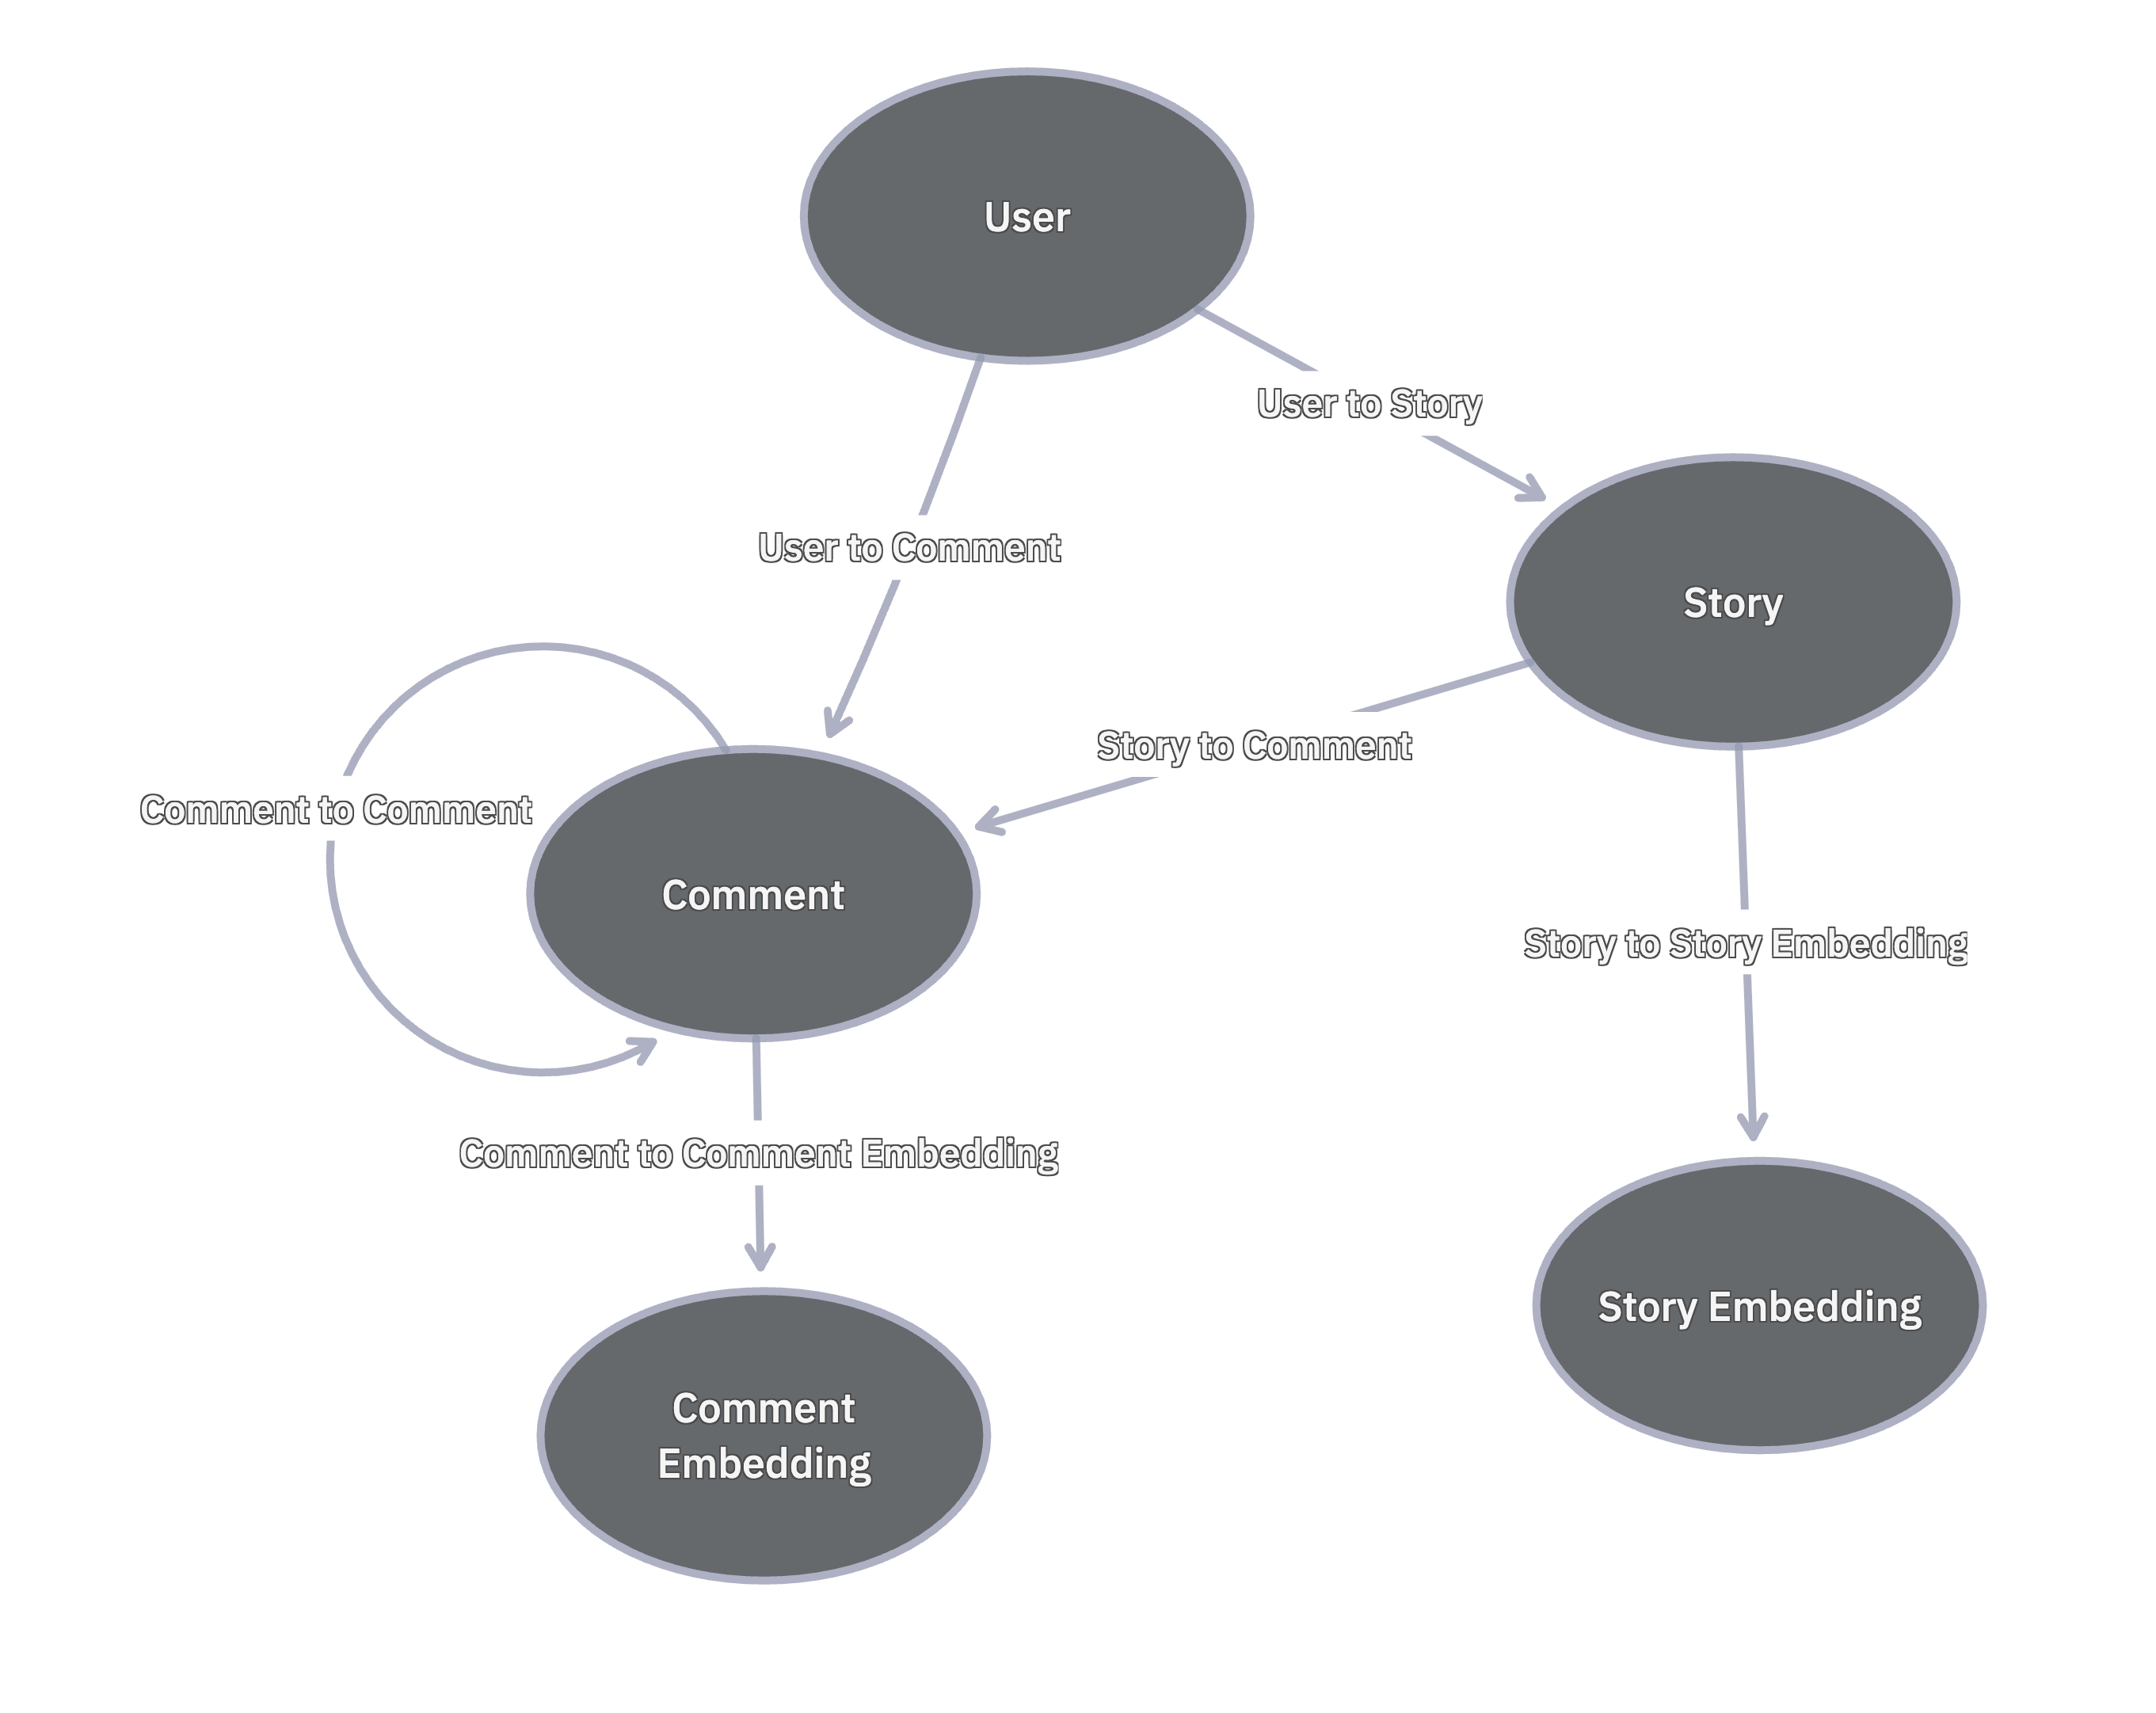 User
User to Story
User to Comment
Story
Story to Comment
Comment to Comment
Comment
Story to Story Embedding
Comment to Comment Embedding
Story Embedding
Comment
Embedding